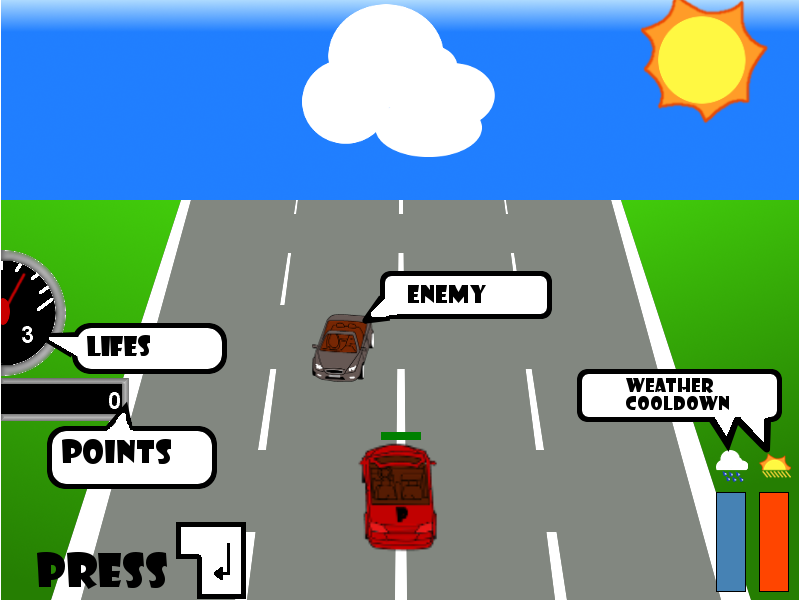 ENEMY
3
LIFES
WEATHER
COOLDOWN
0
POINTS
P
PRESS